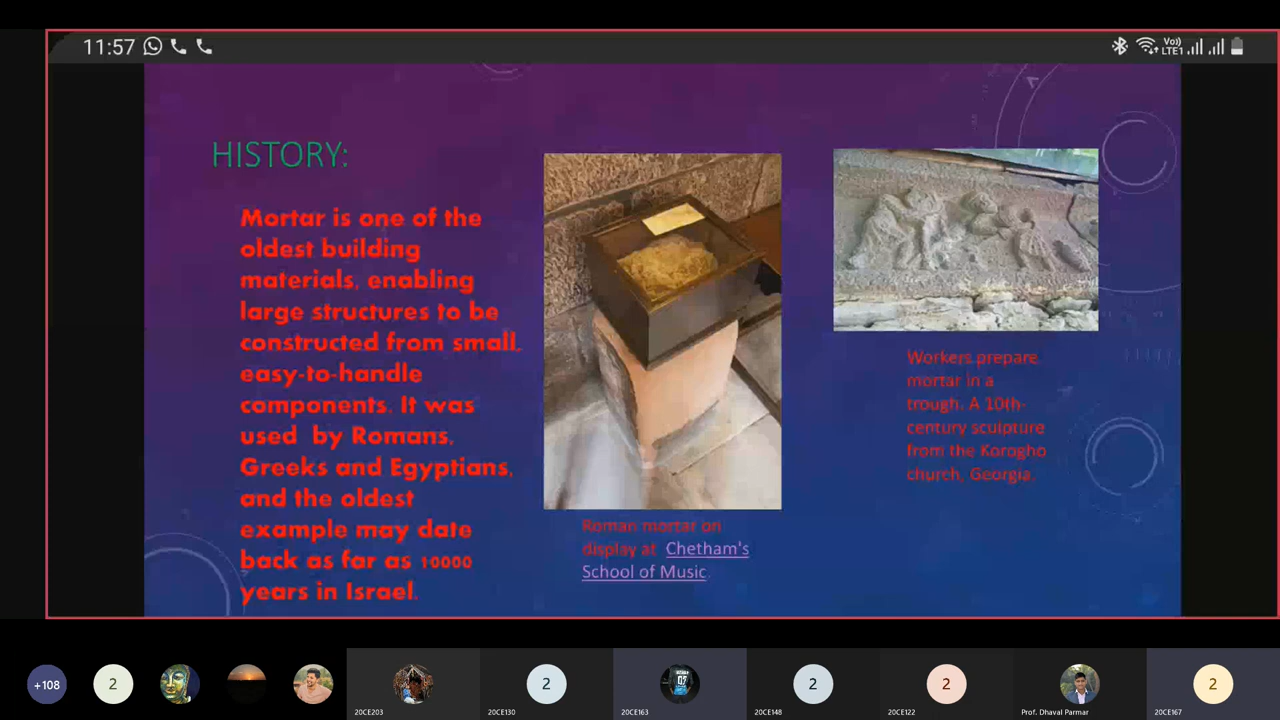 11:57
Vo)
LTE1
HISTORY:
Mortar is one of the
oldest building
materials, enabling
large structures to be
constructed from small,
easy-to-handle
components. It was
used by Romans,
Greeks and Egyptians,
and the oldest
example may date
back as far as 10000
years in Israel.
Roman mortar on
display at Chetham's
School of Music
Workers prepare
mortar in a
trough. A 10th-
century sculpture
from the Korogho
church, Georgia.
+108
2
2
2
2
2
20CE203
20CE130
20CE163
20CE148
20CE122
Prof. Dhaval Parmar
20CE167